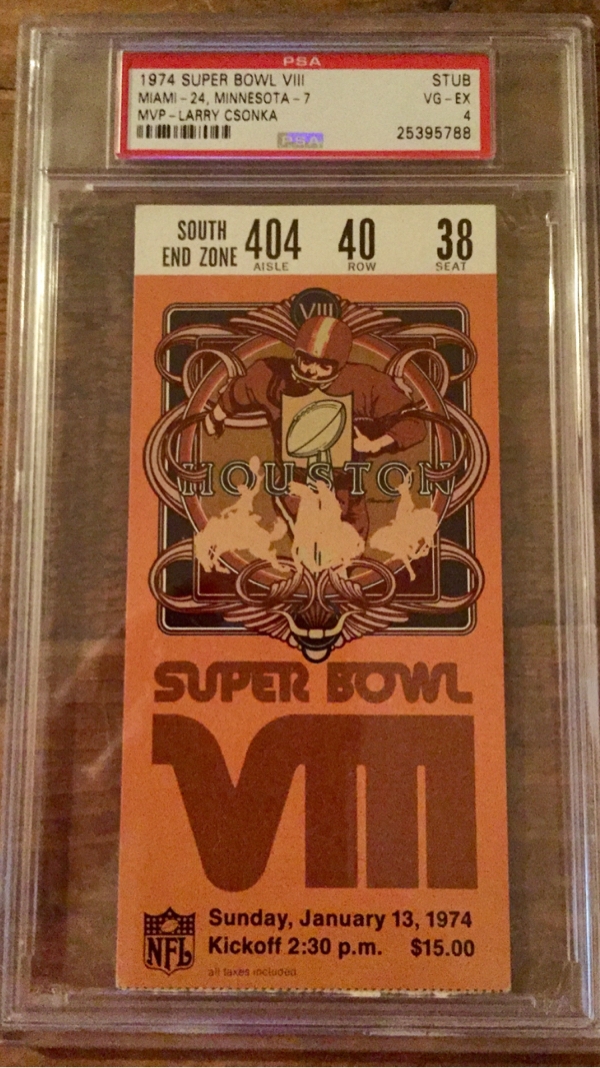 PSA
1974 SUPER BOWL VIII STUB
MIAMI - 24, MINNESOTA - 7 VG - EX
MVP - LARRY CSONKA 4
PSA 25395788
SOUTH END ZONE 404 40 38
AISLE ROW SEAT
VIII
HOUSTON
SUPER BOWL
VIII
NFL
Sunday, January 13, 1974
Kickoff 2:30 p.m. $15.00
all taxes included